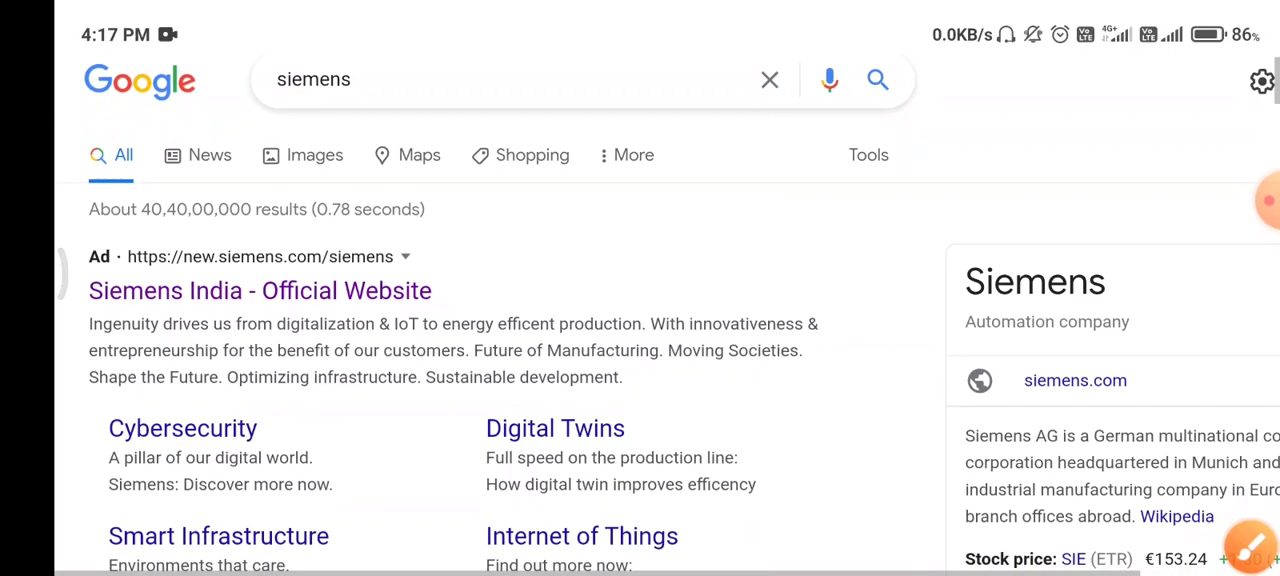 4:17 PM
0.0KB/s
4G+
Vo LTE
Vo LTE
86%
Google
siemens
All
News
Images
Maps
Shopping
More
Tools
About 40,40,00,000 results (0.78 seconds)
Ad · https://new.siemens.com/siemens
Siemens India - Official Website
Ingenuity drives us from digitalization & IoT to energy efficent production. With innovativeness &
entrepreneurship for the benefit of our customers. Future of Manufacturing. Moving Societies.
Shape the Future. Optimizing infrastructure. Sustainable development.
Cybersecurity
A pillar of our digital world.
Siemens: Discover more now.
Digital Twins
Full speed on the production line:
How digital twin improves efficency
Smart Infrastructure
Environments that care.
Internet of Things
Find out more now:
Siemens
Automation company
siemens.com
Siemens AG is a German multinational co
corporation headquartered in Munich and
industrial manufacturing company in Euro
branch offices abroad. Wikipedia
Stock price: SIE (ETR) €153.24